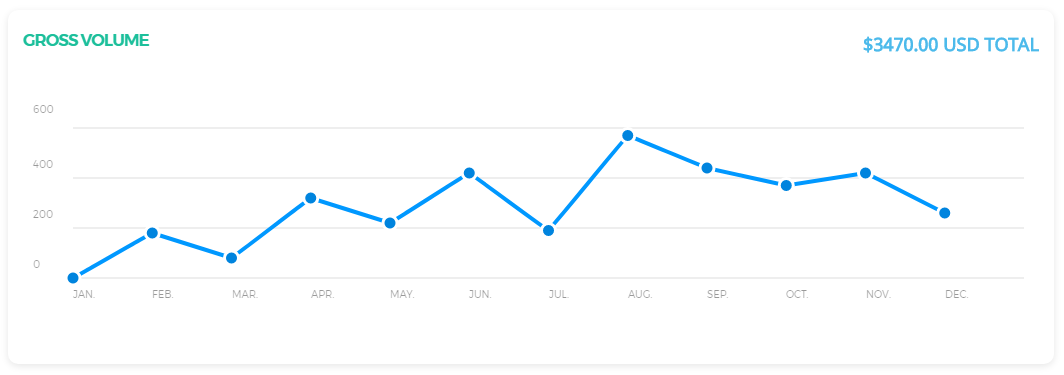 GROSS VOLUME
$3470.00 USD TOTAL
600
400
200
0
JAN. FEB. MAR. APR. MAY. JUN. JUL. AUG. SEP. OCT. NOV. DEC.